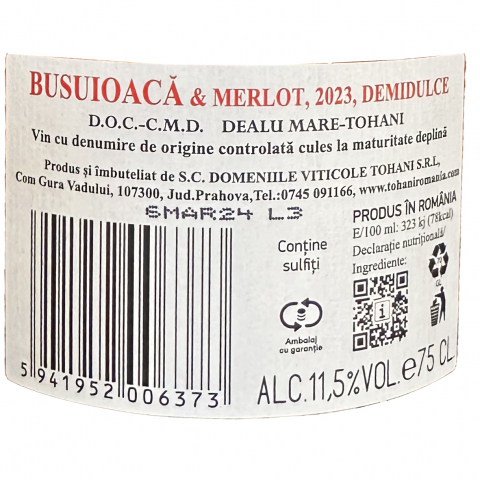 BUSUIOACĂ & MERLOT, 2023, DEMIDULCE
D.O.C.-C.M.D. DEALU MARE-TOHANI
Vin cu denumire de origine controlată cules la maturitate deplină
Produs și îmbuteliat de S.C. DOMENIILE VITICOLE TOHANI S.R.L,
Com Gura Vadului, 107300, Jud.Prahova,Tel.:0745 091166, www.tohaniromania.com
6MAR24 L3
PRODUS ÎN ROMÂNIA
E/100 ml: 323 kj (78kcal)
Declarație nutrițională/
Ingrediente:
Conține
sulfiți
Ambalaj
cu garanție
GL
5 941952 006373
ALC.11,5%VOL.e75 CL